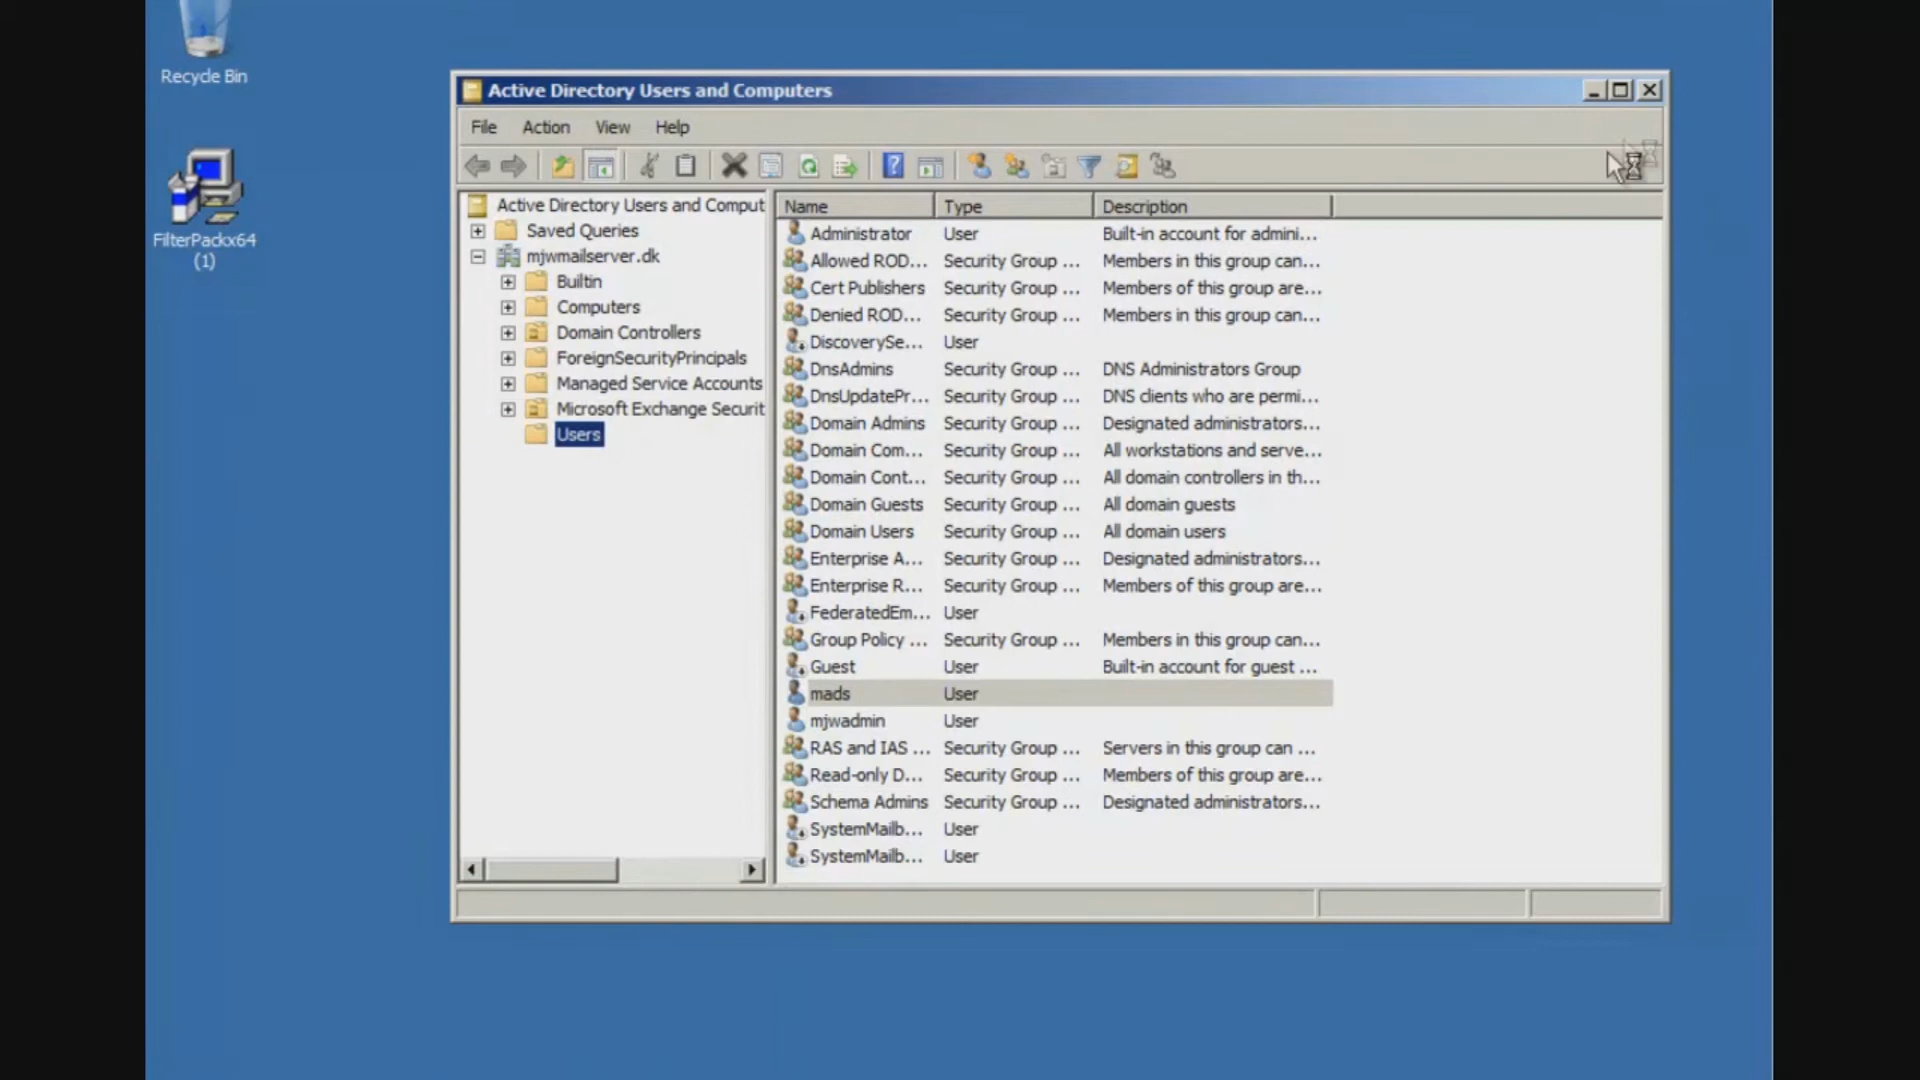 Recycle Bin
FilterPackx64
(1)
Active Directory Users and Computers
File Action View Help
Active Directory Users and Comput
Saved Queries
mjwmailserver.dk
Builtin
Computers
Domain Controllers
ForeignSecurityPrincipals
Managed Service Accounts
Microsoft Exchange Securit
Users
Name Type Description
Administrator User Built-in account for admini...
Allowed ROD... Security Group ... Members in this group can...
Cert Publishers Security Group ... Members of this group are...
Denied ROD... Security Group ... Members in this group can...
DiscoverySe... User
DnsAdmins Security Group ... DNS Administrators Group
DnsUpdatePr... Security Group ... DNS clients who are permi...
Domain Admins Security Group ... Designated administrators...
Domain Com... Security Group ... All workstations and serve...
Domain Cont... Security Group ... All domain controllers in th...
Domain Guests Security Group ... All domain guests
Domain Users Security Group ... All domain users
Enterprise A... Security Group ... Designated administrators...
Enterprise R... Security Group ... Members of this group are...
FederatedEm... User
Group Policy ... Security Group ... Members in this group can...
Guest User Built-in account for guest ...
mads User
mjwadmin User
RAS and IAS ... Security Group ... Servers in this group can ...
Read-only D... Security Group ... Members of this group are...
Schema Admins Security Group ... Designated administrators...
SystemMailb... User
SystemMailb... User